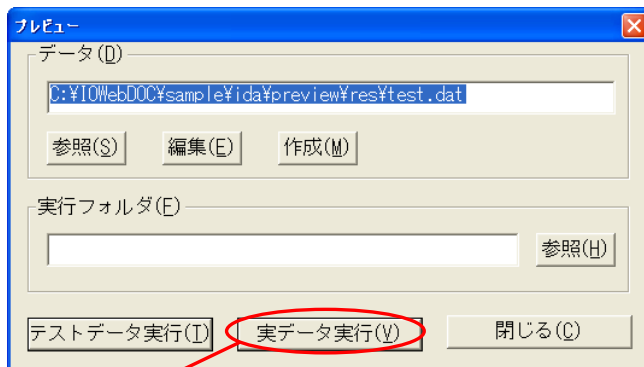 プレビュー
データ(D)
C:¥IOWebDOC¥sample¥ida¥preview¥res¥test.dat
参照(S) 編集(E) 作成(M)
実行フォルダ(F)
参照(H)
テストデータ実行(T) 実データ実行(V) 閉じる(C)